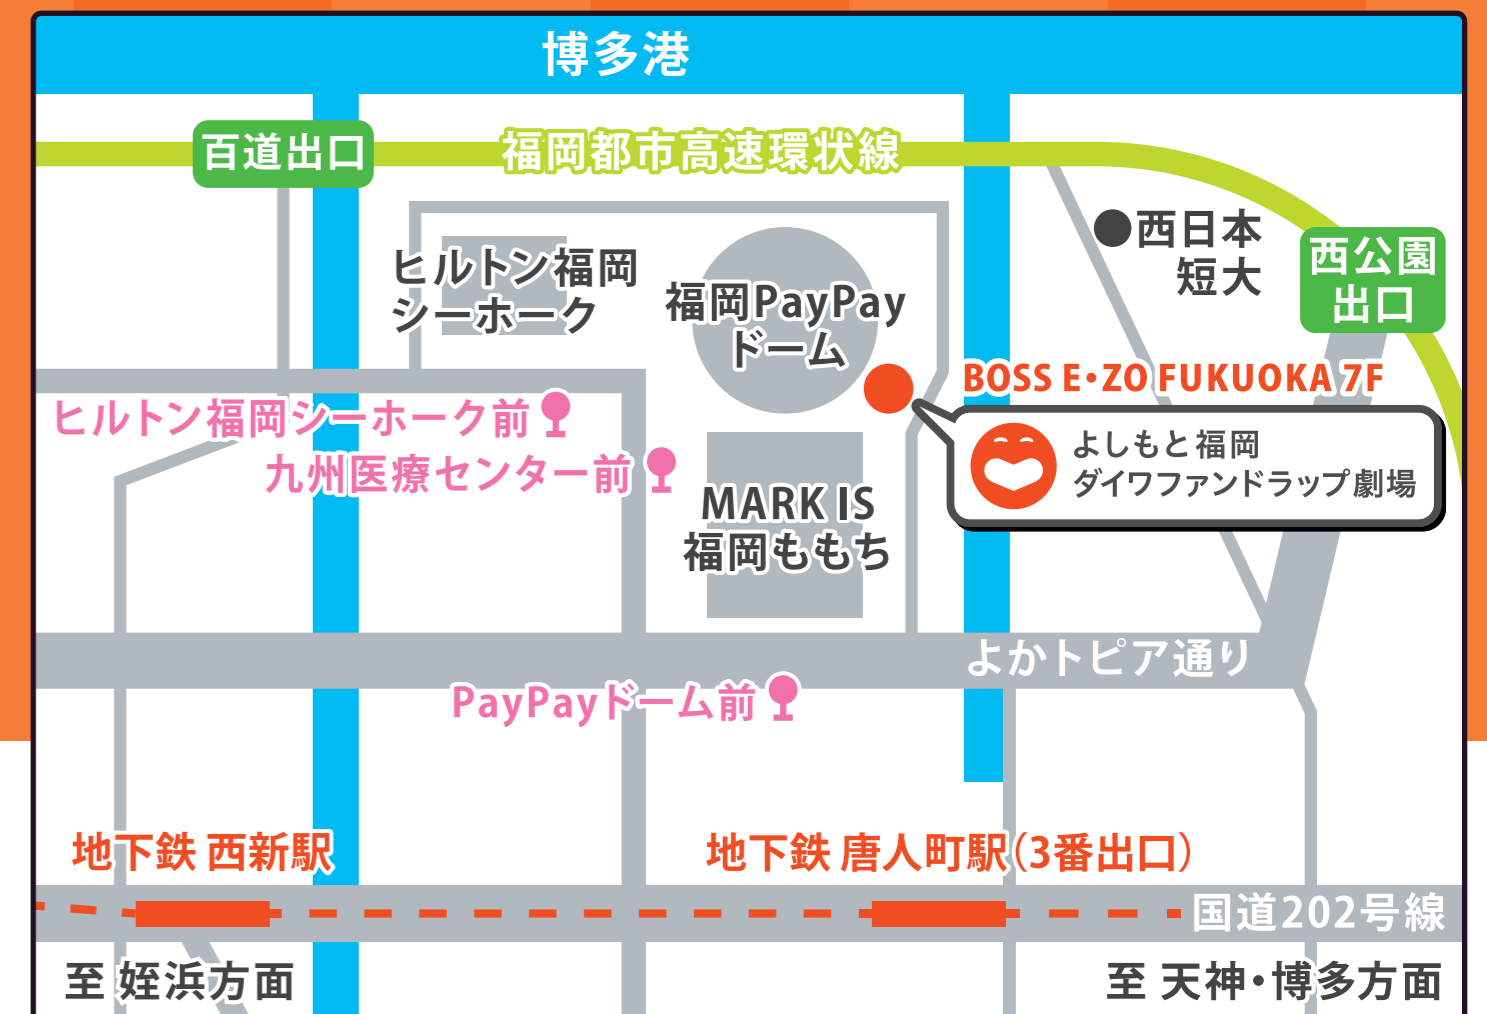 博多港
百道出口
福岡都市高速環状線
西日本
短大
西公園
出口
ヒルトン福岡
シーホーク
福岡PayPay
ドーム
BOSS E・ZO FUKUOKA 7F
よしもと福岡
ダイワファンドラップ劇場
ヒルトン福岡シーホーク前
九州医療センター前
MARK IS
福岡ももち
よかトピア通り
PayPayドーム前
地下鉄 西新駅
地下鉄 唐人町駅(3番出口)
国道202号線
至 姪浜方面
至 天神・博多方面